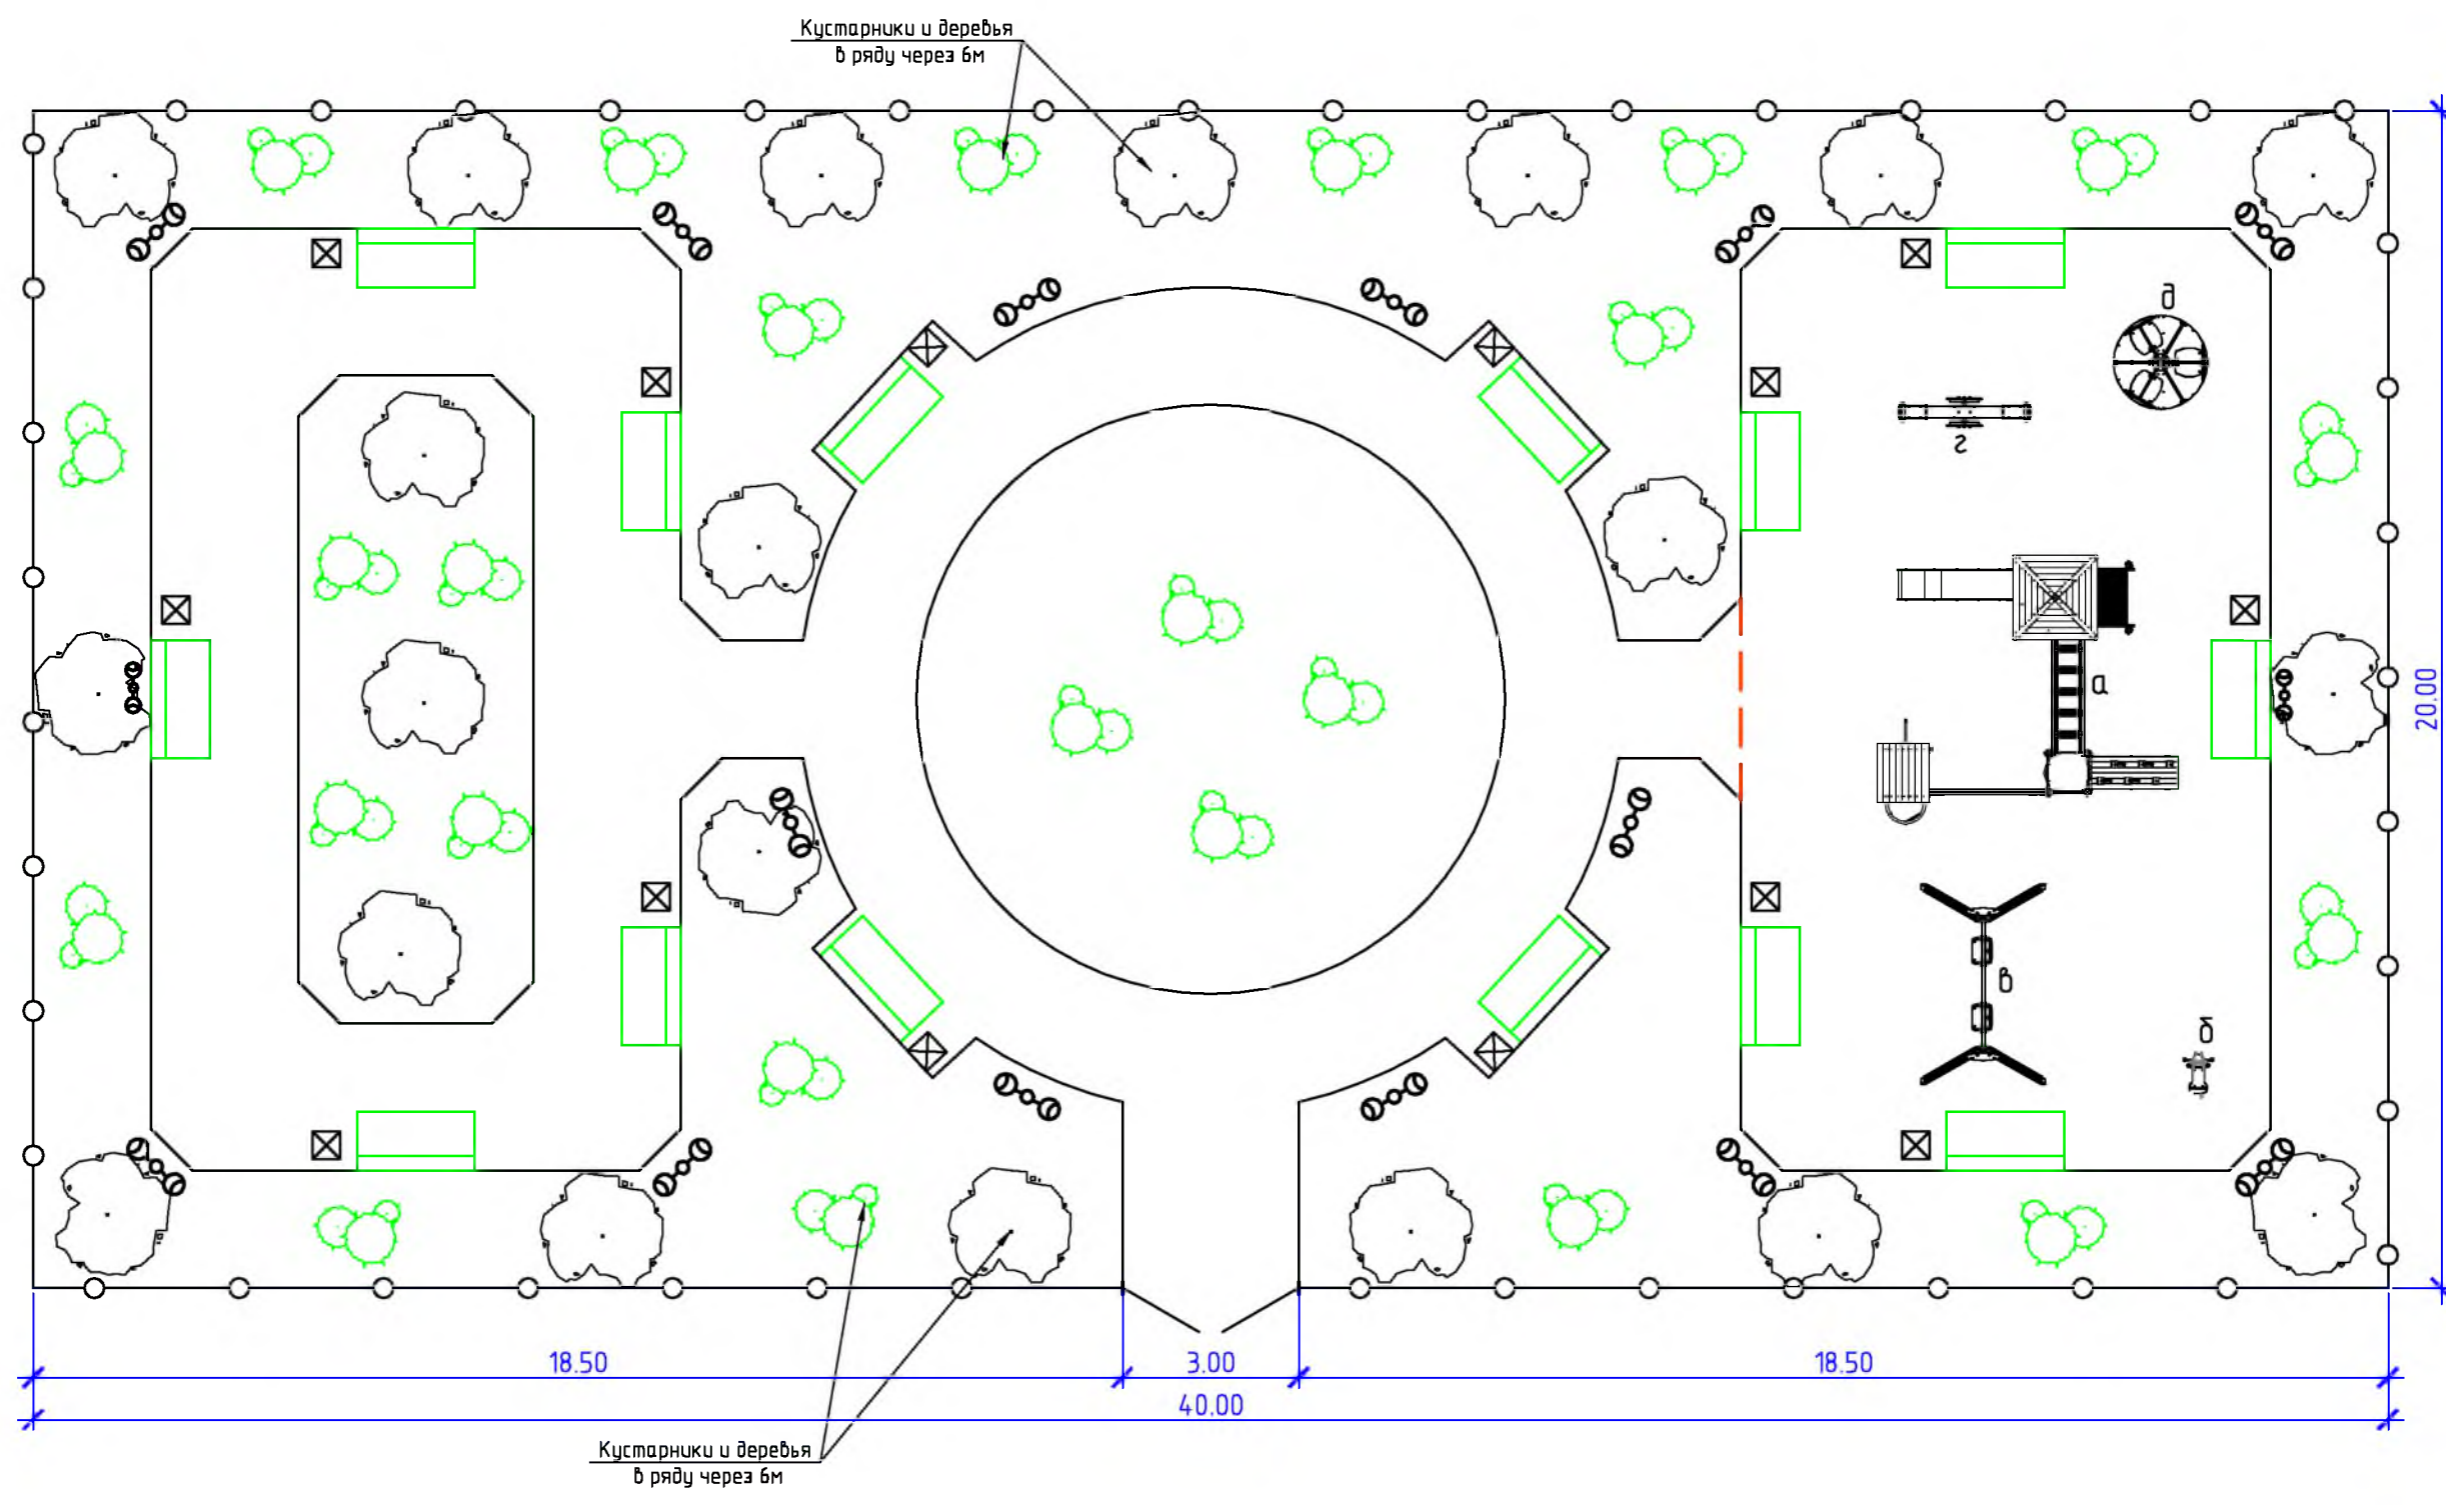 Кустарники и деревья
в ряду через 6м
д
г
а
20.00
в
б
18.50
3.00
18.50
40.00
Кустарники и деревья
в ряду через 6м